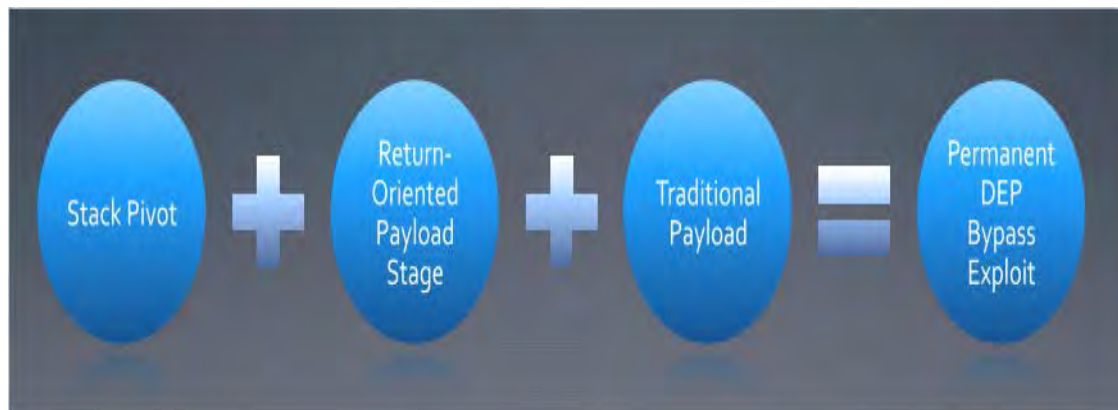 Stack Pivot
Return-
Oriented
Payload
Stage
Traditional
Payload
Permanent
DEP
Bypass
Exploit